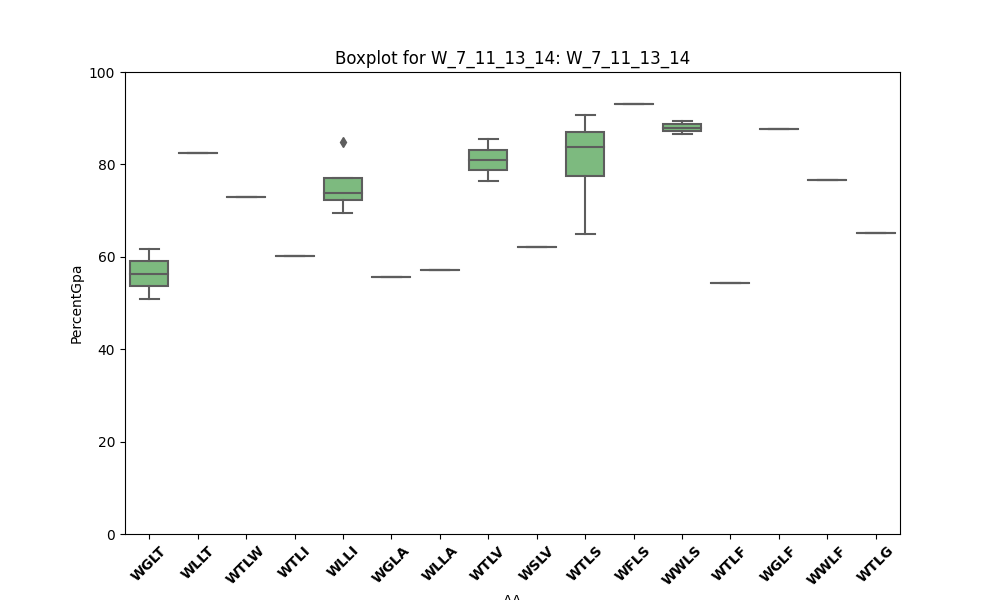 Boxplot for W_7_11_13_14: W_7_11_13_14
100
80
60
40
20
0
PercentGpa
WGLT
WLLT
WTLW
WTLI
WLLI
WGLA
WLLA
WTLV
WSLV
WTLS
WFLS
WWLS
WTLF
WGLF
WWLF
WTLG
AA